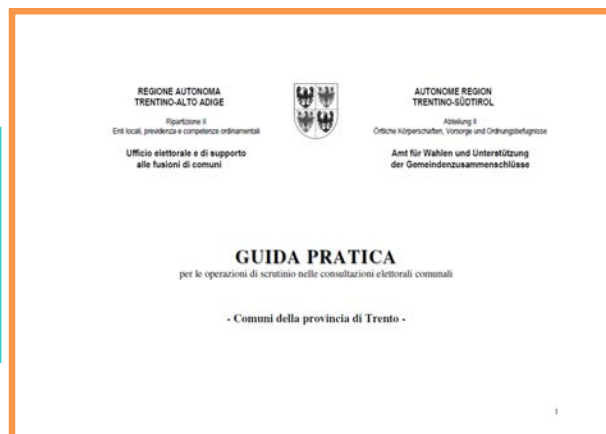 REGIONE AUTONOMA
TRENTINO-ALTO ADIGE
Ripartizione II
Enti locali, previdenza e competenze ordinamentali
Ufficio elettorale e di supporto
alle fusioni di comuni
AUTONOME REGION
TRENTINO-SÜDTIROL
Abteilung II
Örtliche Körperschaften, Vorsorge und Ordnungsbefugnisse
Amt für Wahlen und Unterstützung
der Gemeindenzusammenschlüsse
GUIDA PRATICA
per le operazioni di scrutinio nelle consultazioni elettorali comunali
- Comuni della provincia di Trento -
1